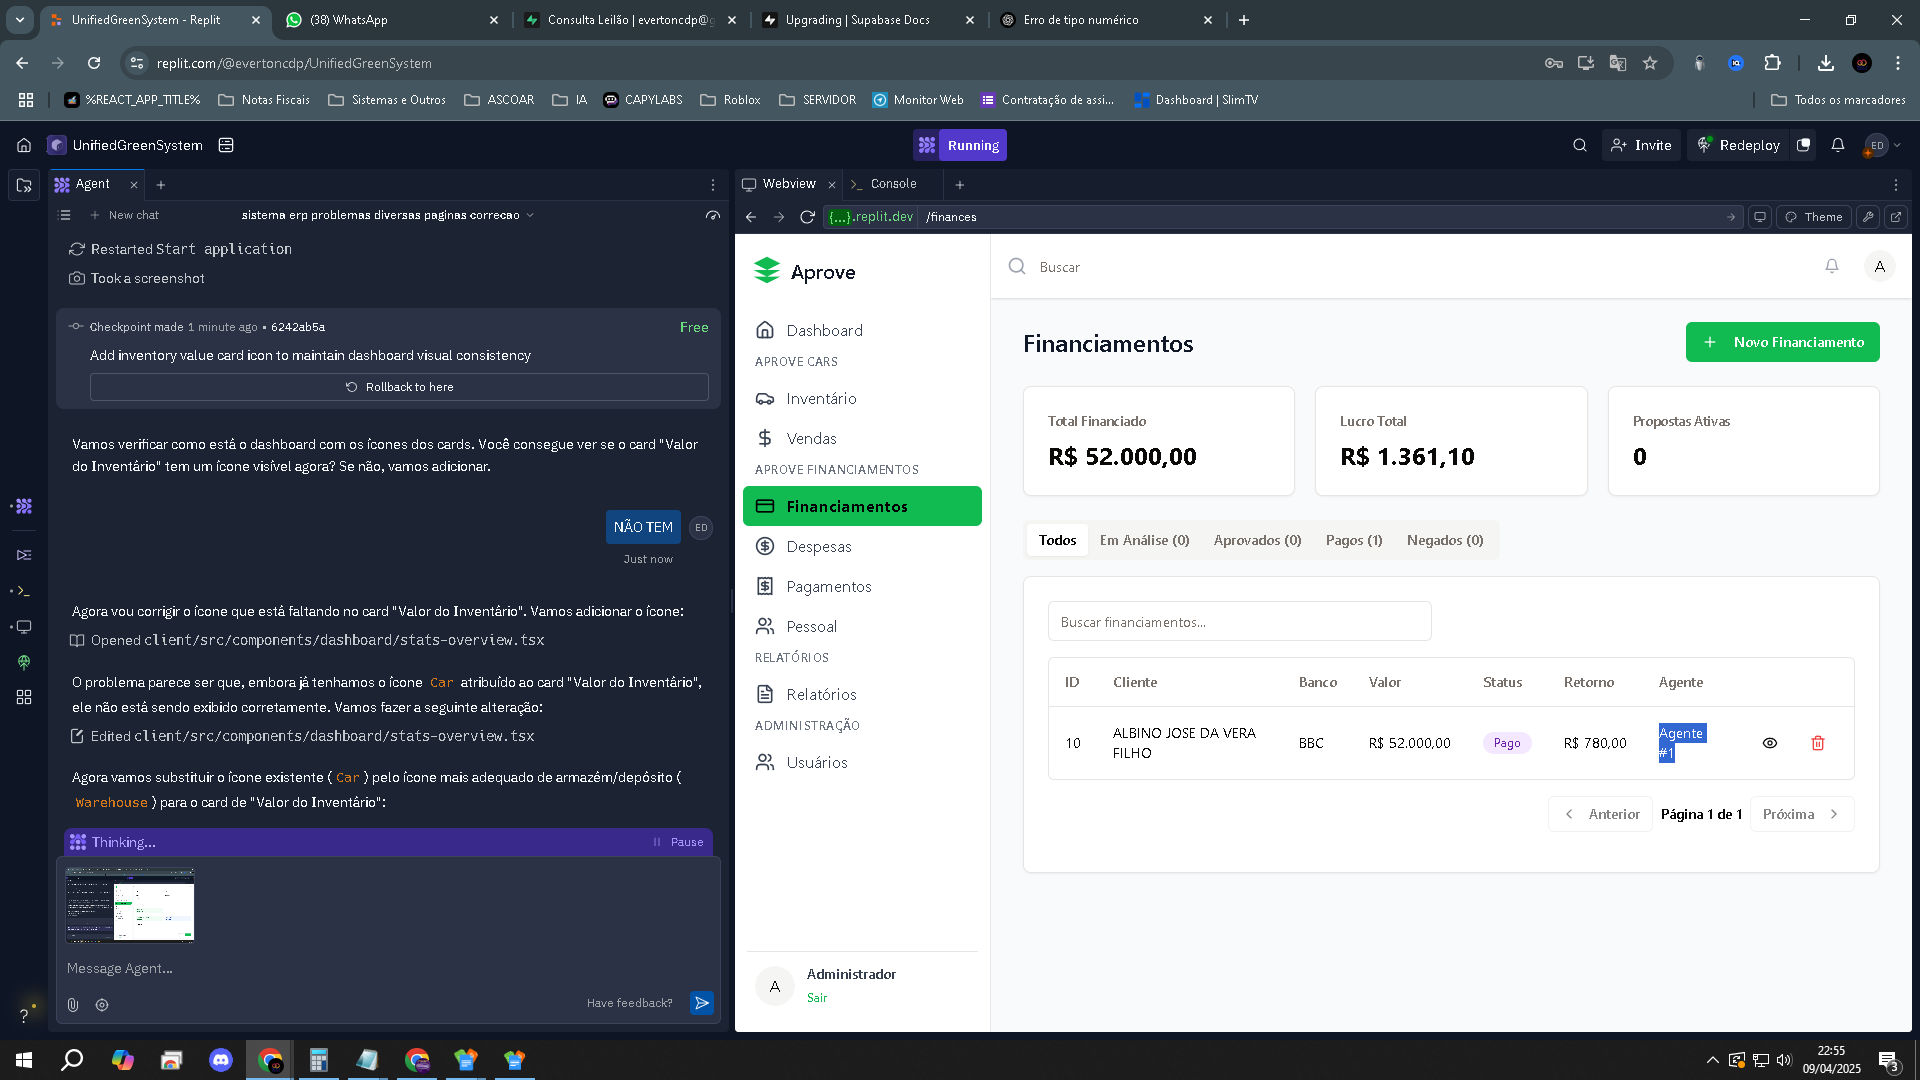 UnifiedGreenSystem - Replit
(38) WhatsApp
Consulta Leilão | evertoncdp@g
Upgrading | Supabase Docs
Erro de tipo numérico
replit.com/@evertoncdp/UnifiedGreenSystem
%REACT_APP_TITLE%
Notas Fiscais
Sistemas e Outros
ASCOAR
IA
CAPYLABS
Roblox
SERVIDOR
Monitor Web
Contratação de assi...
Dashboard | SlimTV
Todos os marcadores
UnifiedGreenSystem
Running
Invite
Redeploy
ED
Agent
New chat
sistema erp problemas diversas paginas correcao
Restarted Start application
Took a screenshot
Checkpoint made 1 minute ago • 6242ab5a
Free
Add inventory value card icon to maintain dashboard visual consistency
Rollback to here
Vamos verificar como está o dashboard com os ícones dos cards. Você consegue ver se o card "Valor
do Inventário" tem um ícone visível agora? Se não, vamos adicionar.
NÃO TEM
ED
Just now
Agora vou corrigir o ícone que está faltando no card "Valor do Inventário". Vamos adicionar o ícone:
Opened client/src/components/dashboard/stats-overview.tsx
O problema parece ser que, embora já tenhamos o ícone Car atribuído ao card "Valor do Inventário",
ele não está sendo exibido corretamente. Vamos fazer a seguinte alteração:
Edited client/src/components/dashboard/stats-overview.tsx
Agora vamos substituir o ícone existente ( Car ) pelo ícone mais adequado de armazém/depósito (
Warehouse ) para o card de "Valor do Inventário":
Thinking...
Pause
Message Agent...
Have feedback?
?
Webview
Console
{...}.replit.dev
/finances
Theme
Aprove
Buscar
A
Dashboard
APROVE CARS
Inventário
Vendas
APROVE FINANCIAMENTOS
Financiamentos
Despesas
Pagamentos
Pessoal
RELATÓRIOS
Relatórios
ADMINISTRAÇÃO
Usuários
A
Administrador
Sair
Financiamentos
Novo Financiamento
Total Financiado
R$ 52.000,00
Lucro Total
R$ 1.361,10
Propostas Ativas
0
Todos
Em Análise (0)
Aprovados (0)
Pagos (1)
Negados (0)
Buscar financiamentos...
ID
Cliente
Banco
Valor
Status
Retorno
Agente
10
ALBINO JOSE DA VERA
FILHO
BBC
R$ 52.000,00
Pago
R$ 780,00
Agente
#1
Anterior
Página 1 de 1
Próxima
22:55
09/04/2025
3